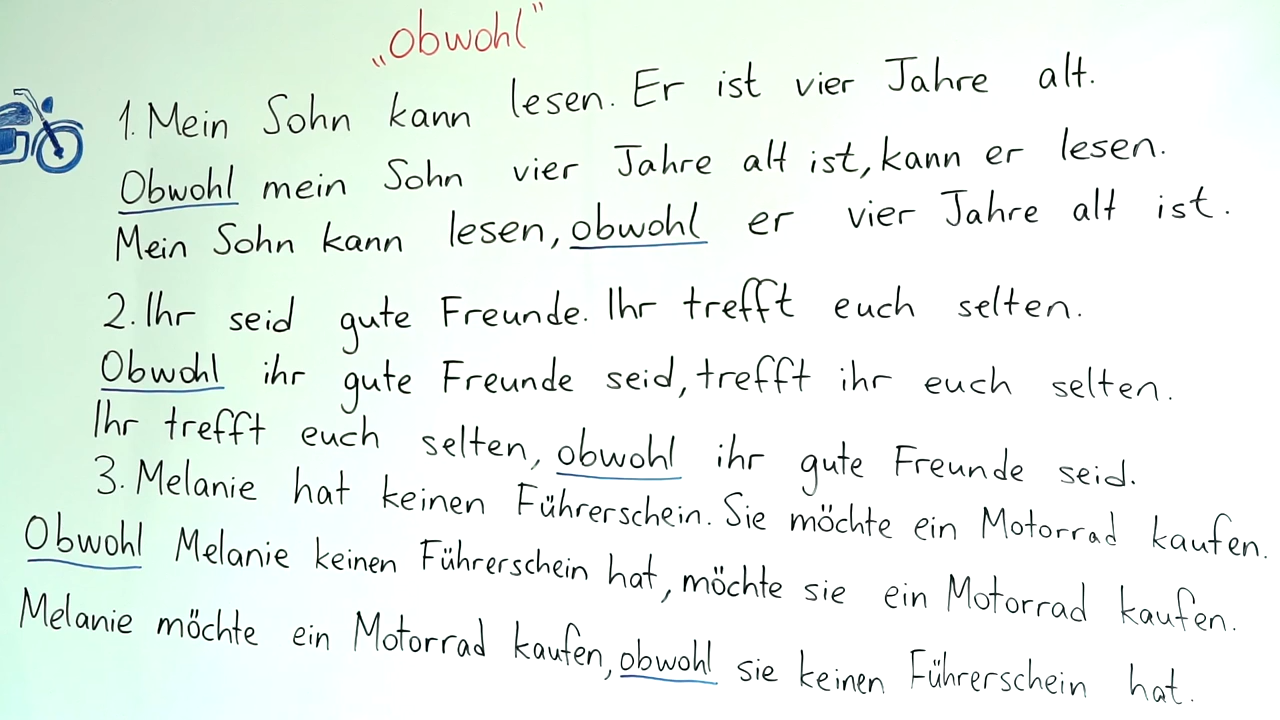 „obwohl"
1. Mein Sohn kann lesen. Er ist vier Jahre alt.
Obwohl mein Sohn vier Jahre alt ist, kann er lesen.
Mein Sohn kann lesen, obwohl er vier Jahre alt ist.
2. Ihr seid gute Freunde. Ihr trefft euch selten.
Obwohl ihr gute Freunde seid, trefft ihr euch selten.
Ihr trefft euch selten, obwohl ihr gute Freunde seid.
3. Melanie hat keinen Führerschein. Sie möchte ein Motorrad kaufen.
Obwohl Melanie keinen Führerschein hat, möchte sie ein Motorrad kaufen.
Melanie möchte ein Motorrad kaufen, obwohl sie keinen Führerschein hat.